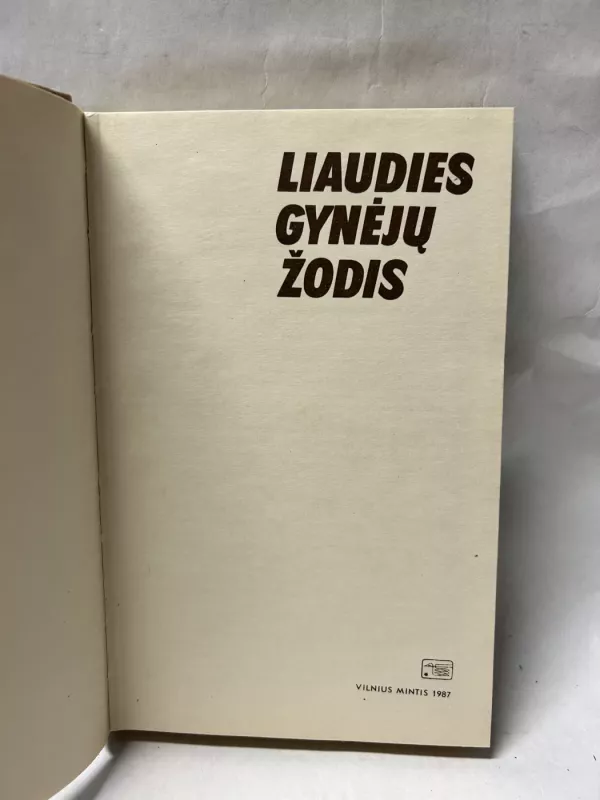 LIAUDIES
GYNĖJŲ
ŽODIS
VILNIUS MINTIS 1987